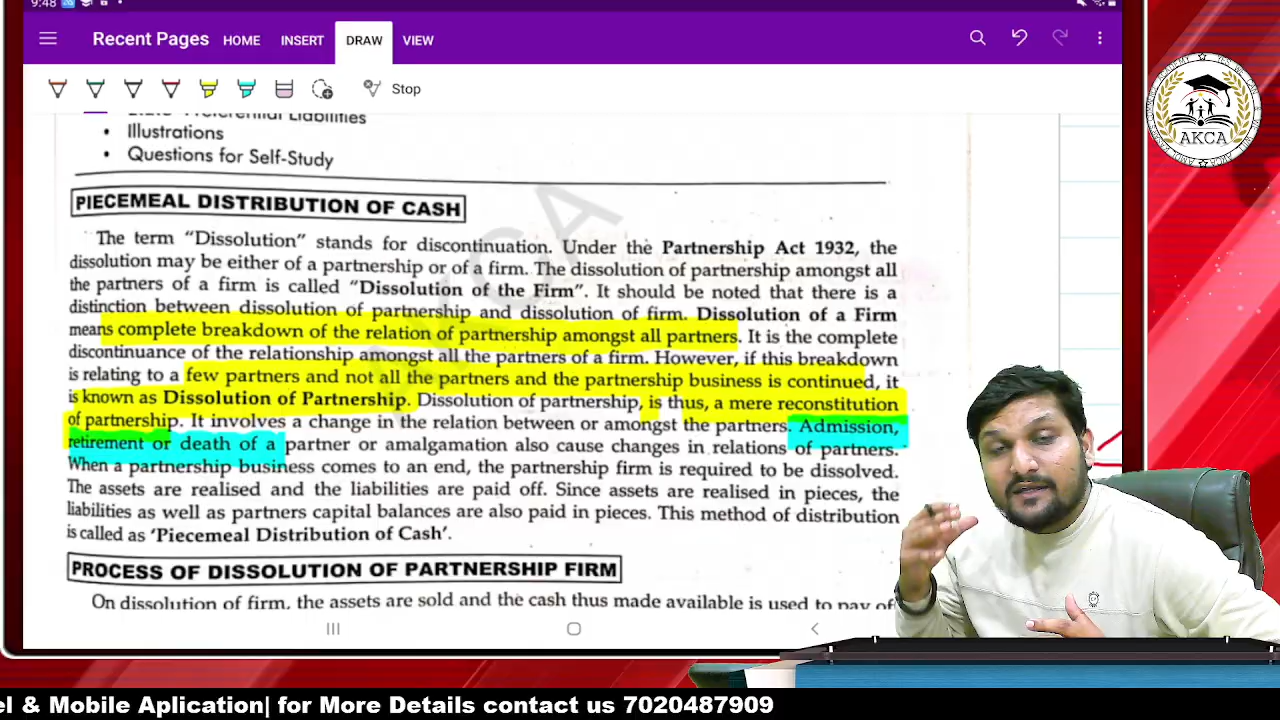 9:48
Recent Pages HOME INSERT DRAW VIEW
Stop
Preferential Liabilities
• Illustrations
• Questions for Self-Study
PIECEMEAL DISTRIBUTION OF CASH
The term “Dissolution” stands for discontinuation. Under the Partnership Act 1932, the
dissolution may be either of a partnership or of a firm. The dissolution of partnership amongst all
the partners of a firm is called “Dissolution of the Firm”. It should be noted that there is a
distinction between dissolution of partnership and dissolution of firm. Dissolution of a Firm
means complete breakdown of the relation of partnership amongst all partners. It is the complete
discontinuance of the relationship amongst all the partners of a firm. However, if this breakdown
is relating to a few partners and not all the partners and the partnership business is continued, it
is known as Dissolution of Partnership. Dissolution of partnership, is thus, a mere reconstitution
of partnership. It involves a change in the relation between or amongst the partners. Admission,
retirement or death of a partner or amalgamation also cause changes in relations of partners.
When a partnership business comes to an end, the partnership firm is required to be dissolved.
The assets are realised and the liabilities are paid off. Since assets are realised in pieces, the
liabilities as well as partners capital balances are also paid in pieces. This method of distribution
is called as ‘Piecemeal Distribution of Cash’.
PROCESS OF DISSOLUTION OF PARTNERSHIP FIRM
On dissolution of firm, the assets are sold and the cash thus made available is used to pay of
AKCA
AKCA
el & Mobile Aplication| for More Details contact us 7020487909